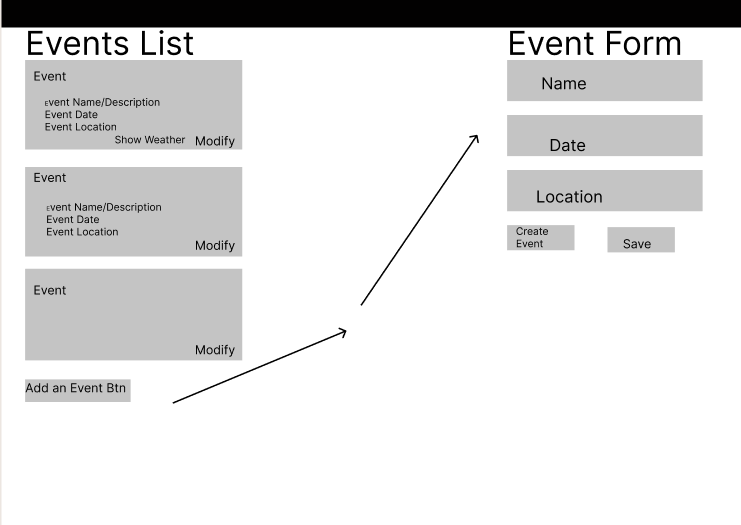 Events List
Event
Event Name/Description
Event Date
Event Location
Show Weather
Modify
Event
Event Name/Description
Event Date
Event Location
Modify
Event
Modify
Add an Event Btn
Event Form
Name
Date
Location
Create
Event
Save